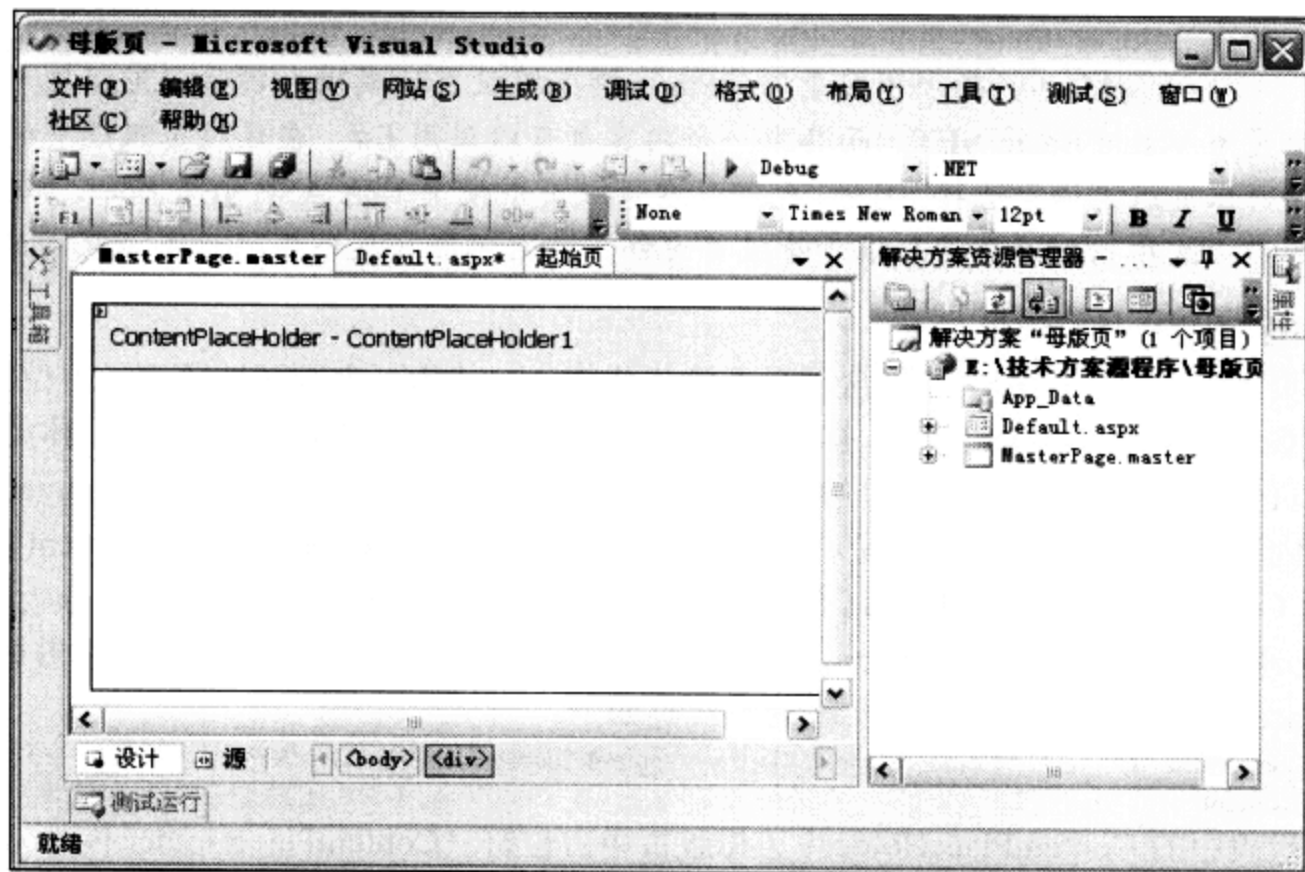 母版页 - Microsoft Visual Studio
文件(F) 编辑(E) 视图(V) 网站(S) 生成(B) 调试(D) 格式(O) 布局(Y) 工具(T) 测试(S) 窗口(W)
社区(C) 帮助(H)
Debug .NET
F1 None Times New Roman 12pt B I U
工具箱
MasterPage.master Default.aspx* 起始页
ContentPlaceHolder - ContentPlaceHolder1
设计 源 <body> <div>
测试运行
就绪
解决方案资源管理器 - ...
解决方案“母版页”(1 个项目)
E:\技术方案源程序\母版页
App_Data
Default.aspx
MasterPage.master
属性